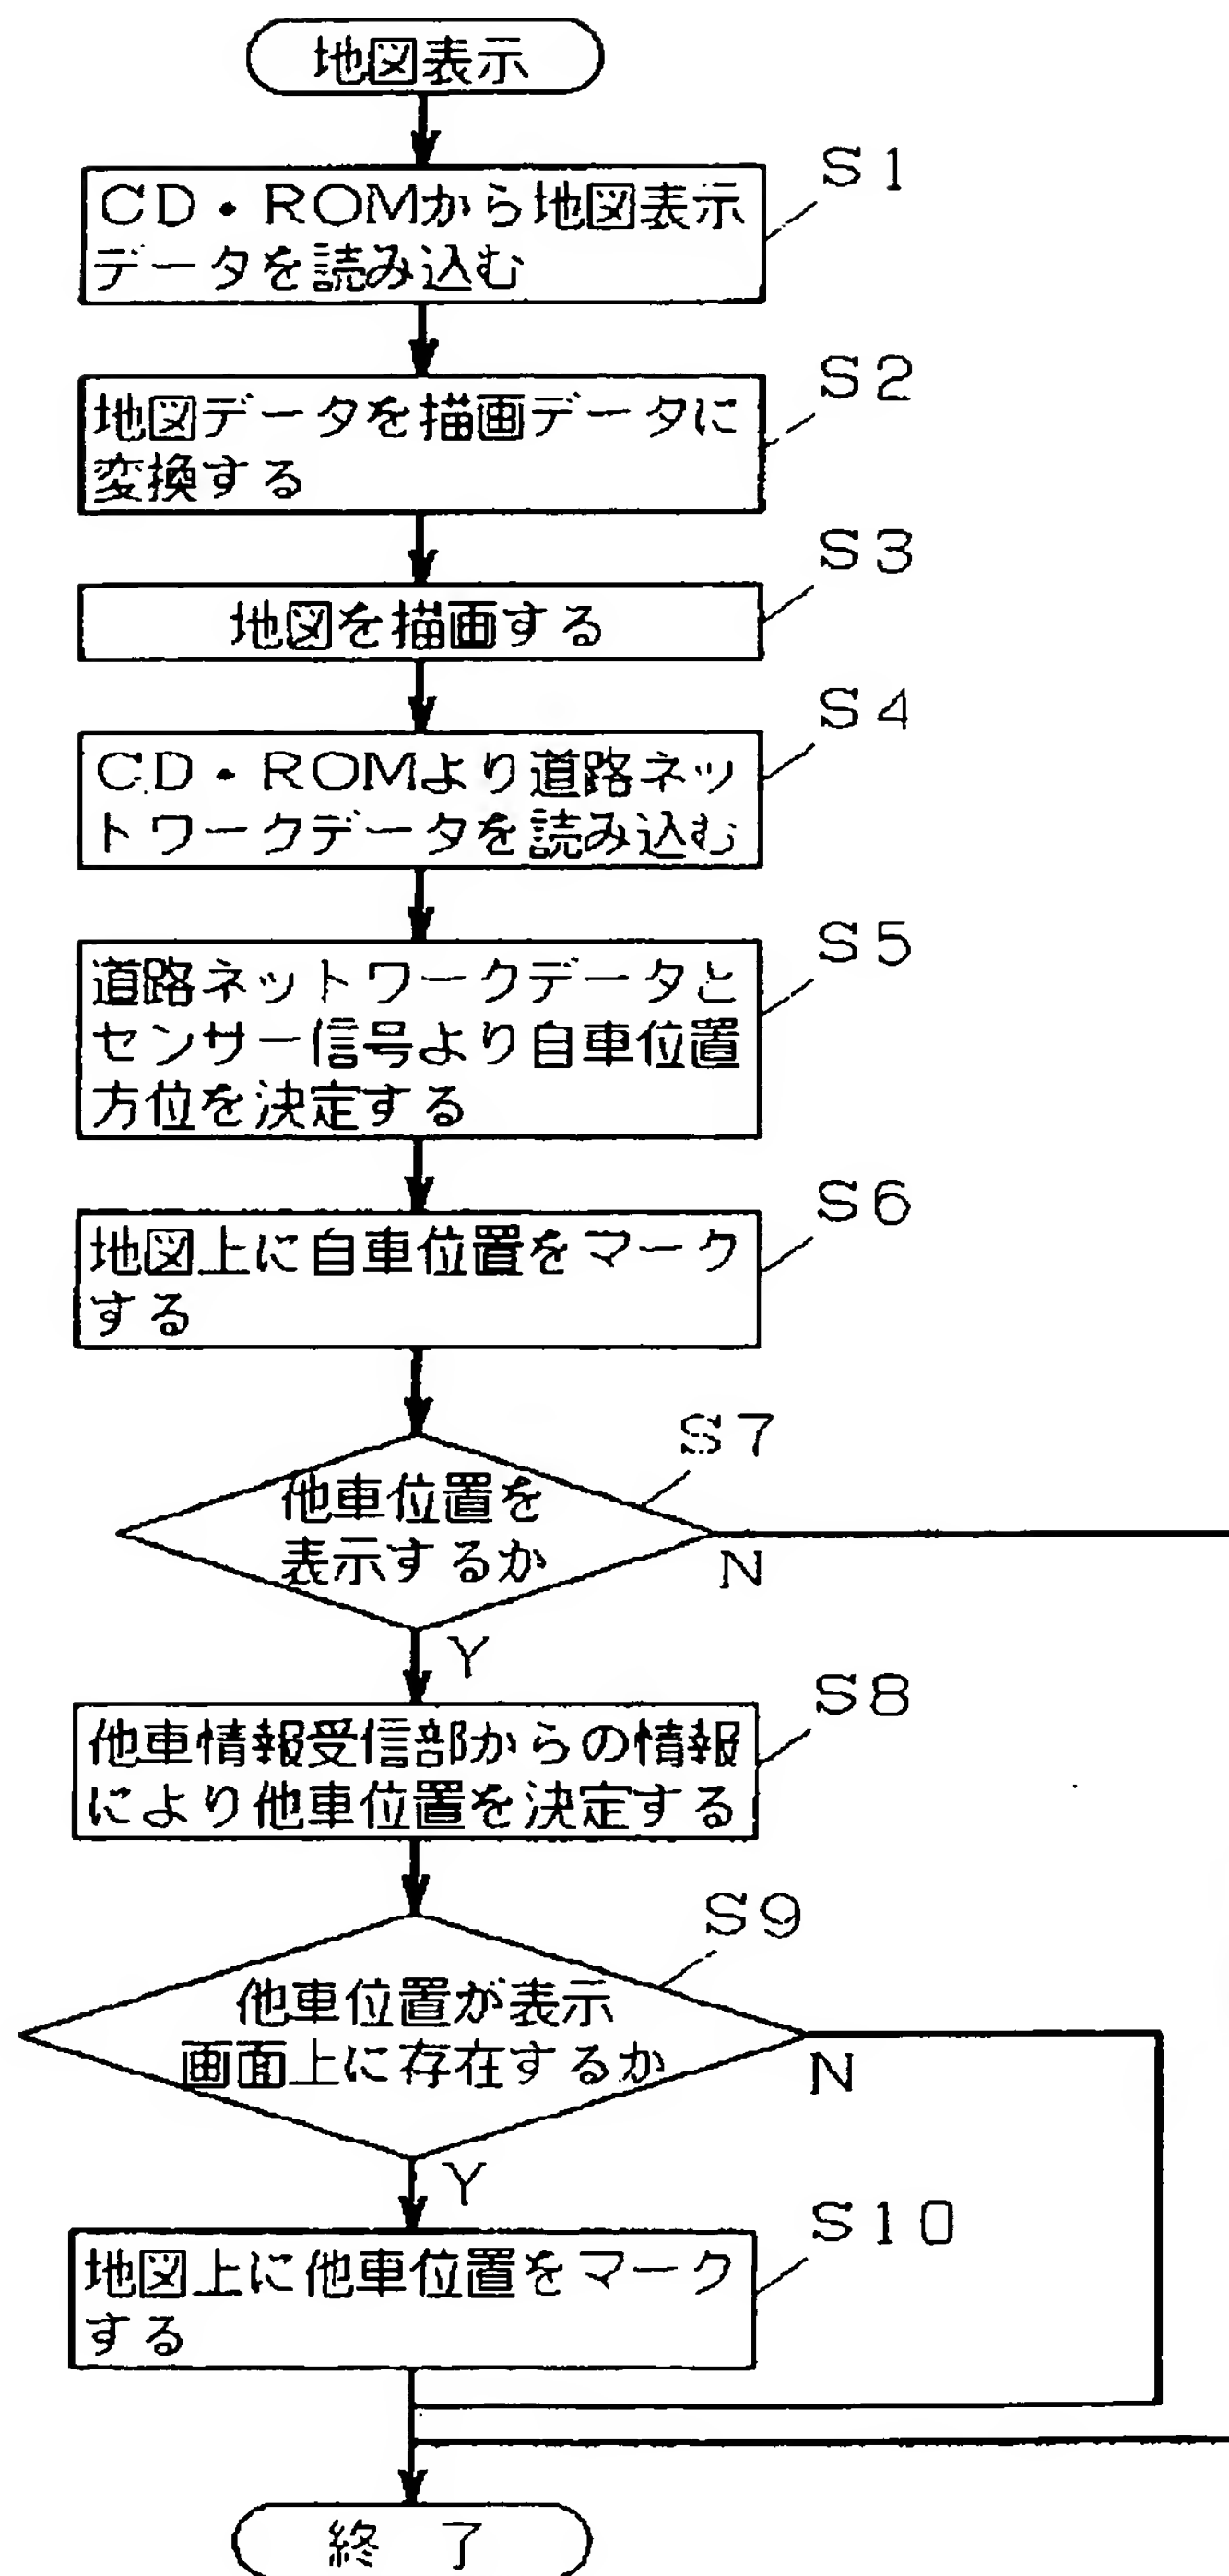 地図表示
S1
CD・ROMから地図表示
データを読み込む
S2
地図データを描画データに
変換する
S3
地図を描画する
S4
CD・ROMより道路ネッ
トワークデータを読み込む
S5
道路ネットワークデータと
センサー信号より自車位置
方位を決定する
S6
地図上に自車位置をマーク
する
S7
他車位置を
表示するか
N
Y
S8
他車情報受信部からの情報
により他車位置を決定する
S9
他車位置が表示
画面上に存在するか
N
Y
S10
地図上に他車位置をマーク
する
終 了